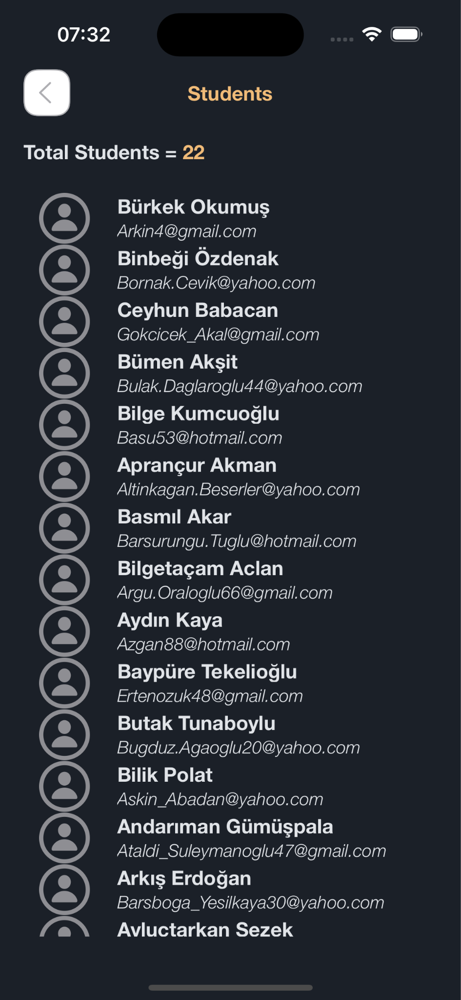 07:32
Students
Total Students = 22
Bürkek Okumuş
Arkin4@gmail.com
Binbeği Özdenak
Bornak.Cevik@yahoo.com
Ceyhun Babacan
Gokcicek_Akal@gmail.com
Bümen Akşit
Bulak.Daglaroglu44@yahoo.com
Bilge Kumcuoğlu
Basu53@hotmail.com
Aprançur Akman
Altinkagan.Beserler@yahoo.com
Basmıl Akar
Barsurungu.Tuglu@hotmail.com
Bilgetaçam Aclan
Argu.Oraloglu66@gmail.com
Aydın Kaya
Azgan88@hotmail.com
Baypüre Tekelioğlu
Ertenozuk48@gmail.com
Butak Tunaboylu
Bugduz.Agaoglu20@yahoo.com
Bilik Polat
Askin_Abadan@yahoo.com
Andarıman Gümüşpala
Ataldi_Suleymanoglu47@gmail.com
Arkış Erdoğan
Barsboga_Yesilkaya30@yahoo.com
Sezek